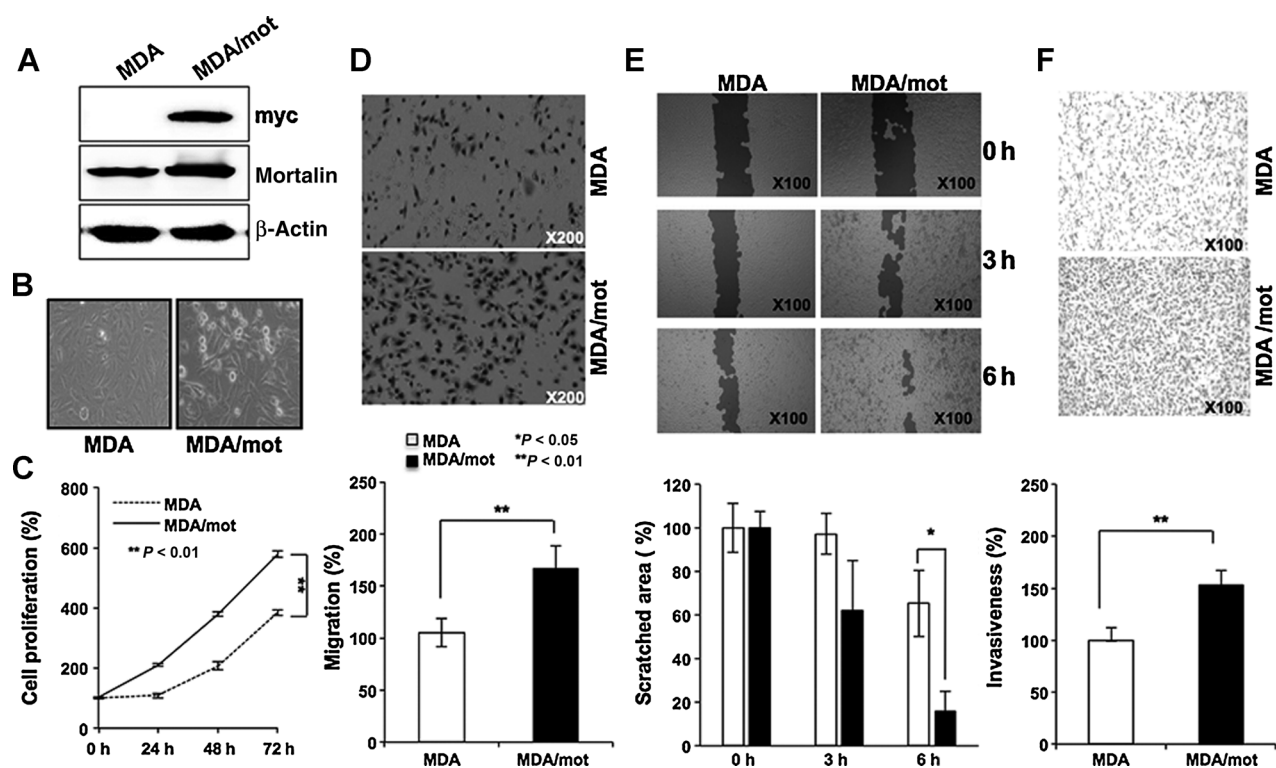 A
MDA
MDA/mot
myc
Mortalin
β-Actin
B
MDA
MDA/mot
C
Cell proliferation (%)
800
600
400
200
0
MDA
MDA/mot
** P < 0.01
**
0 h
24 h
48 h
72 h
D
X200
MDA
X200
MDA/mot
MDA
*P < 0.05
MDA/mot
**P < 0.01
Migration (%)
250
200
150
100
50
0
**
MDA
MDA/mot
E
MDA
MDA/mot
X100
X100
0 h
X100
X100
3 h
X100
X100
6 h
Scratched area ( %)
120
100
80
60
40
20
0
*
0 h
3 h
6 h
F
X100
MDA
X100
MDA /mot
Invasiveness (%)
250
200
150
100
50
0
**
MDA
MDA/mot